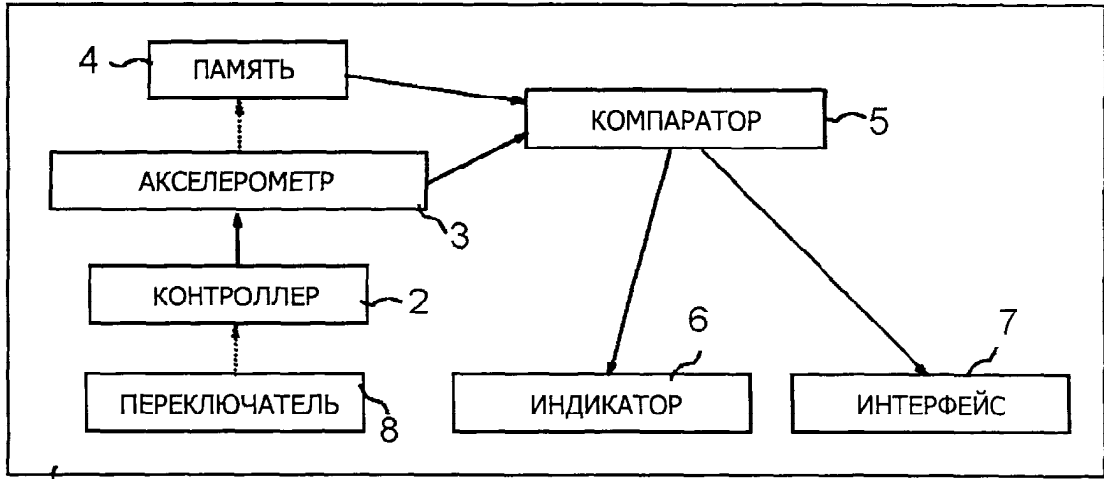 4
ПАМЯТЬ
КОМПАРАТОР
5
АКСЕЛЕРОМЕТР
3
КОНТРОЛЛЕР
2
6
7
ПЕРЕКЛЮЧАТЕЛЬ
8
ИНДИКАТОР
ИНТЕРФЕЙС